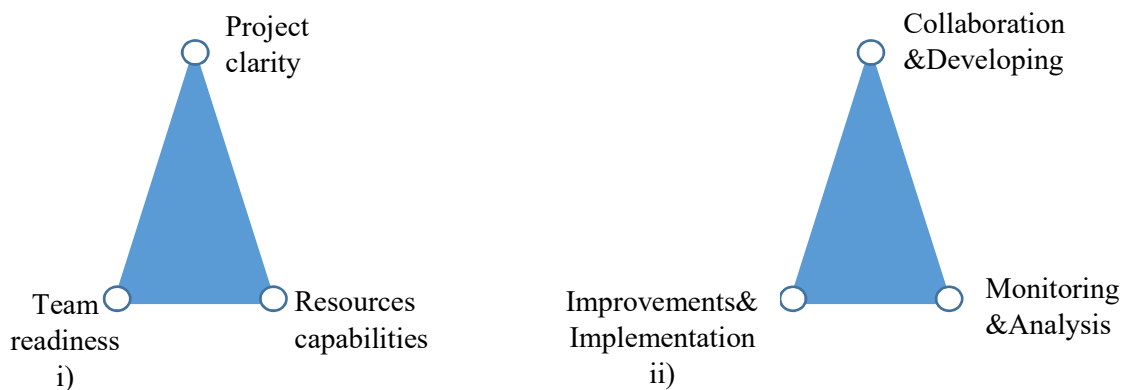 Project
clarity
Team
readiness
Resources
capabilities
i)
Collaboration
&Developing
Improvements&
Implementation
Monitoring
&Analysis
ii)